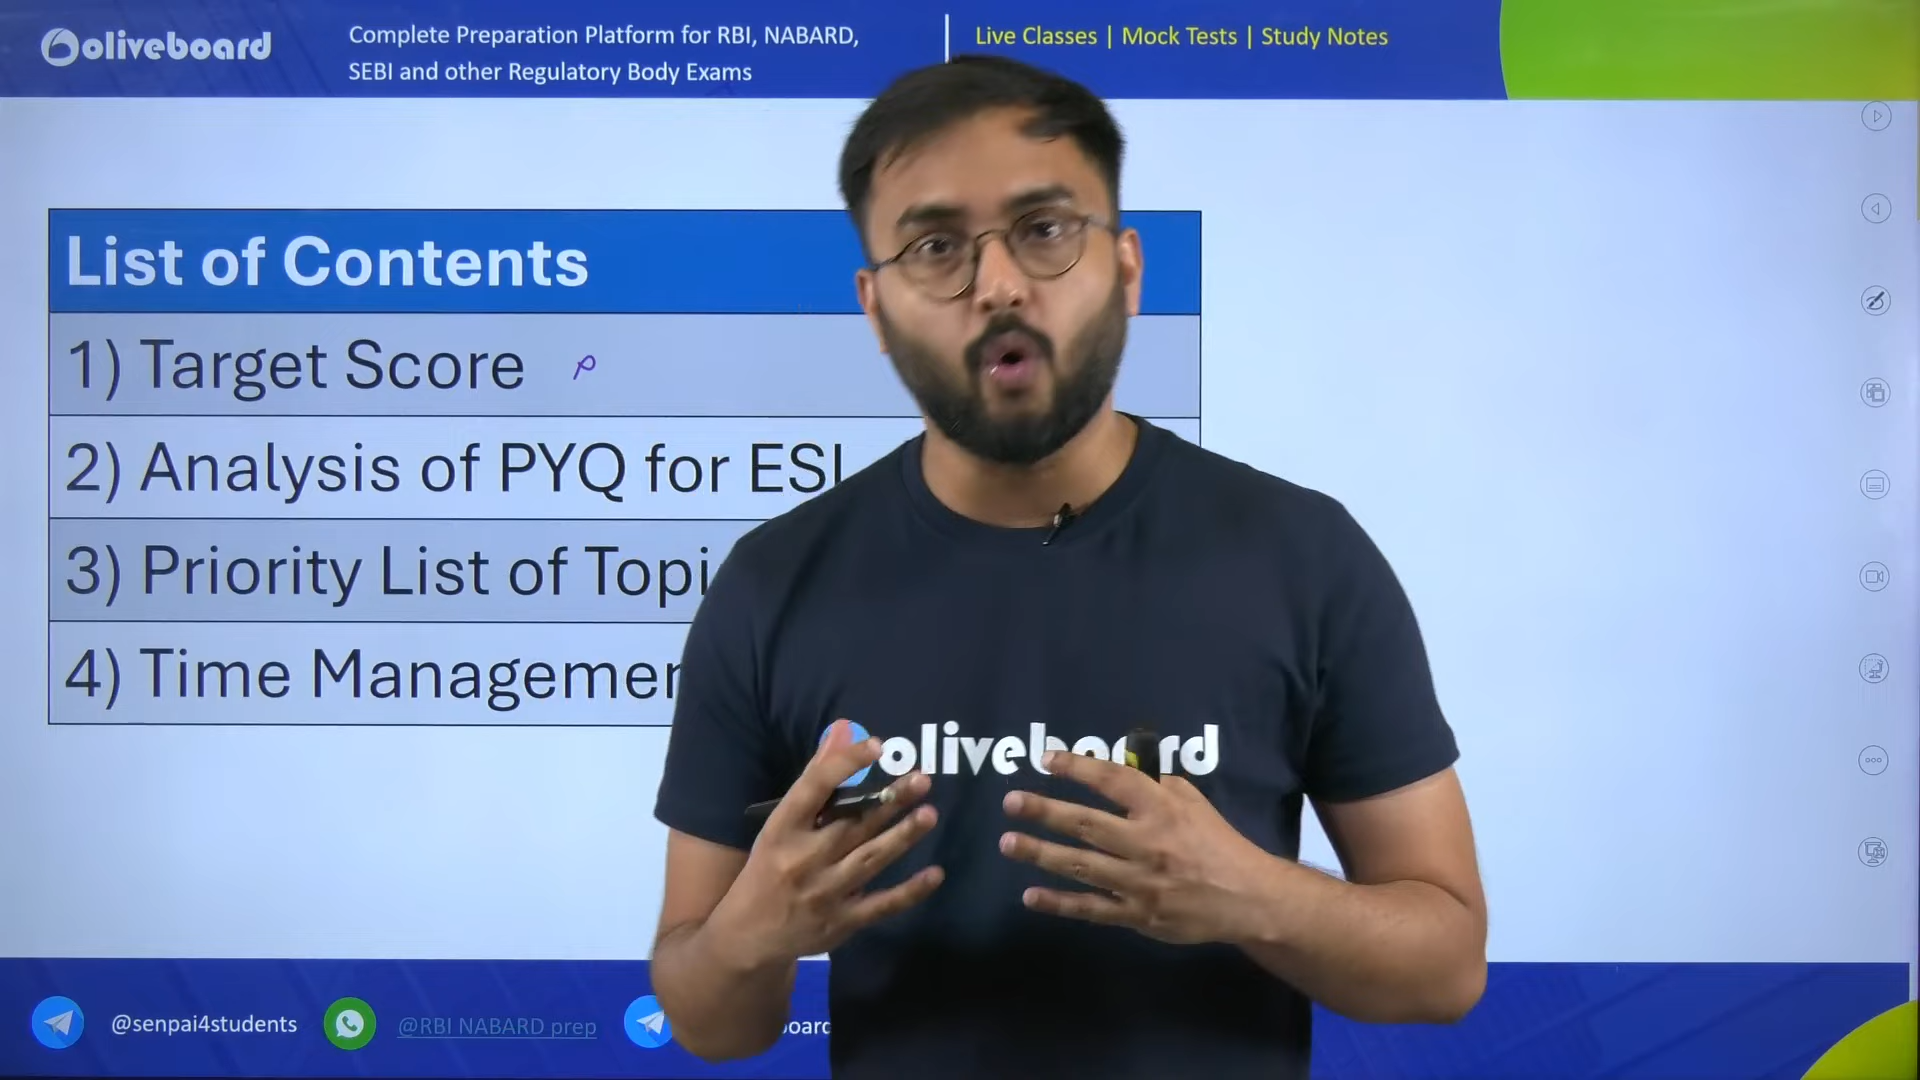 oliveboard
Complete Preparation Platform for RBI, NABARD,
SEBI and other Regulatory Body Exams
Live Classes | Mock Tests | Study Notes
List of Contents
1) Target Score
2) Analysis of PYQ for ESI
3) Priority List of
4) Time
oliveboard
@senpai4students
@RBI NABARD prep